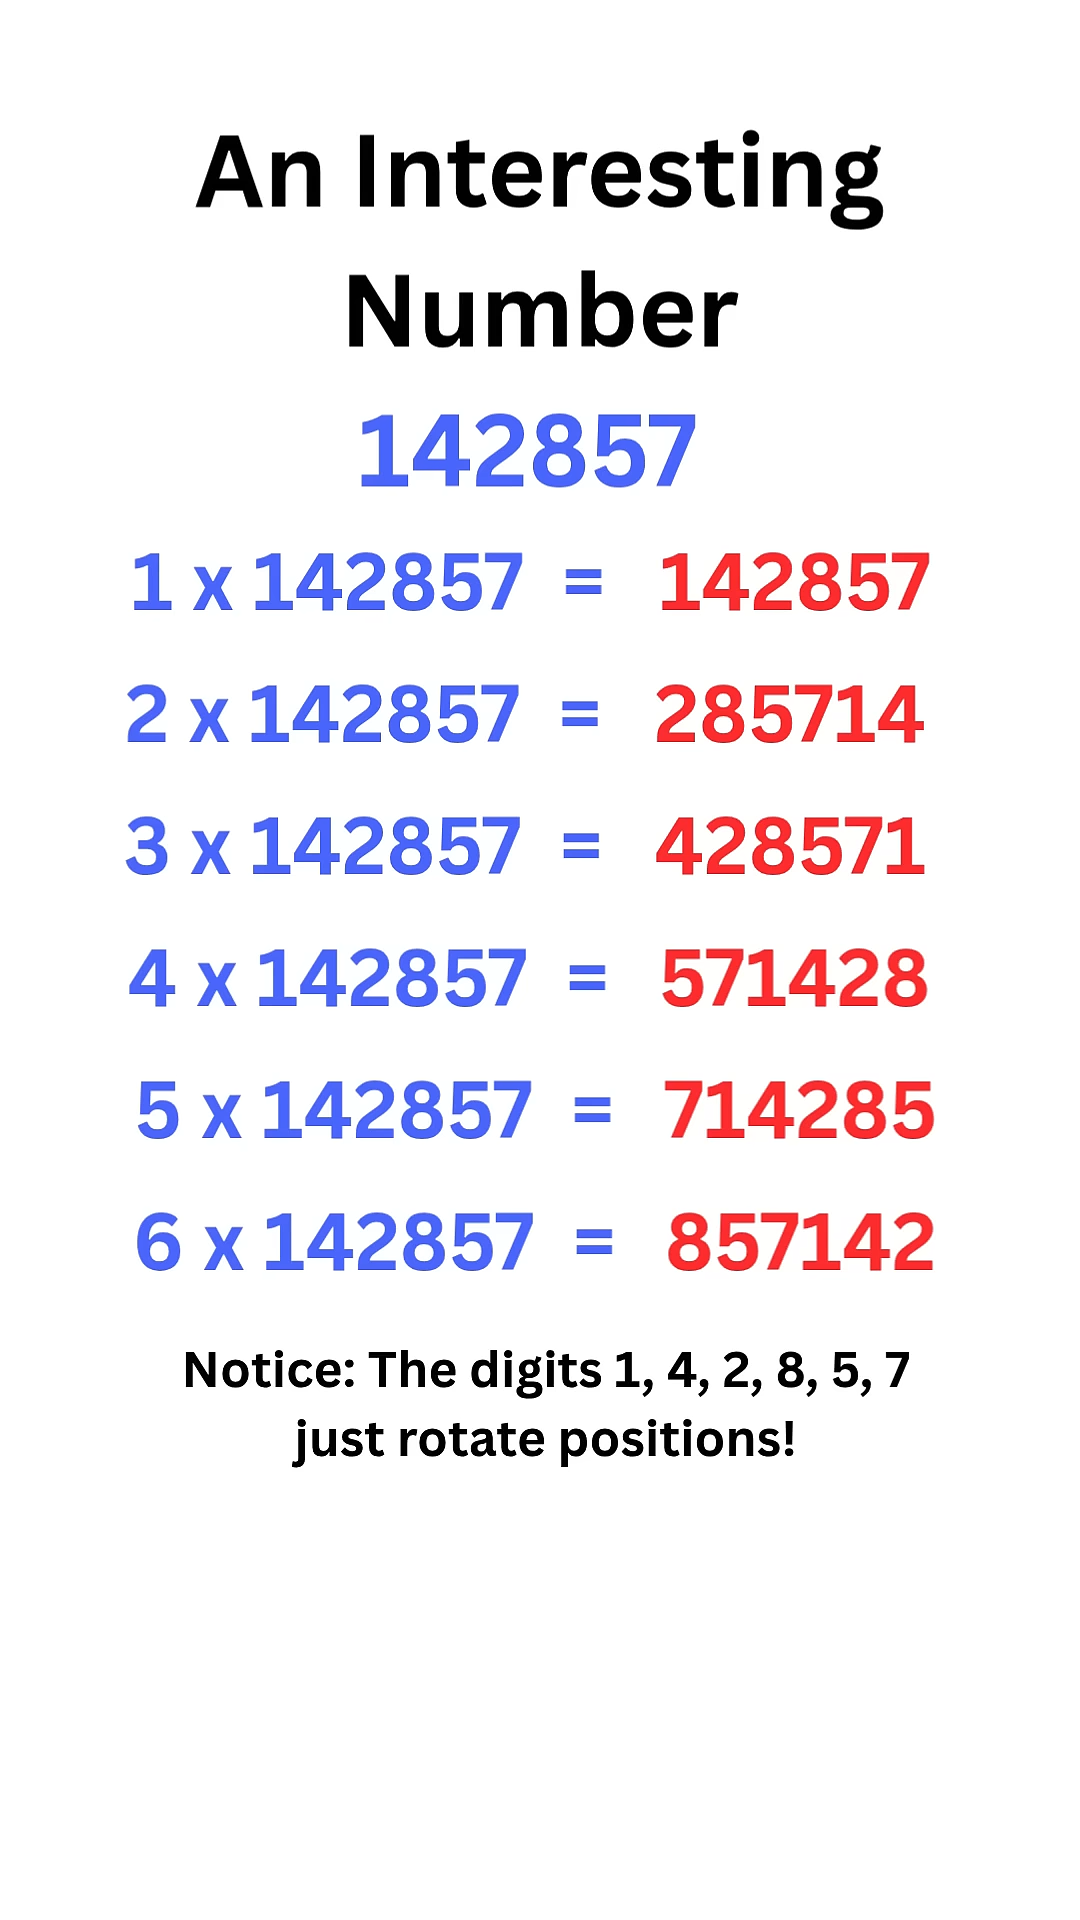 An Interesting
Number
142857
1 x 142857 = 142857
2 x 142857 = 285714
3 x 142857 = 428571
4 x 142857 = 571428
5 x 142857 = 714285
6 x 142857 = 857142
Notice: The digits 1, 4, 2, 8, 5, 7
just rotate positions!